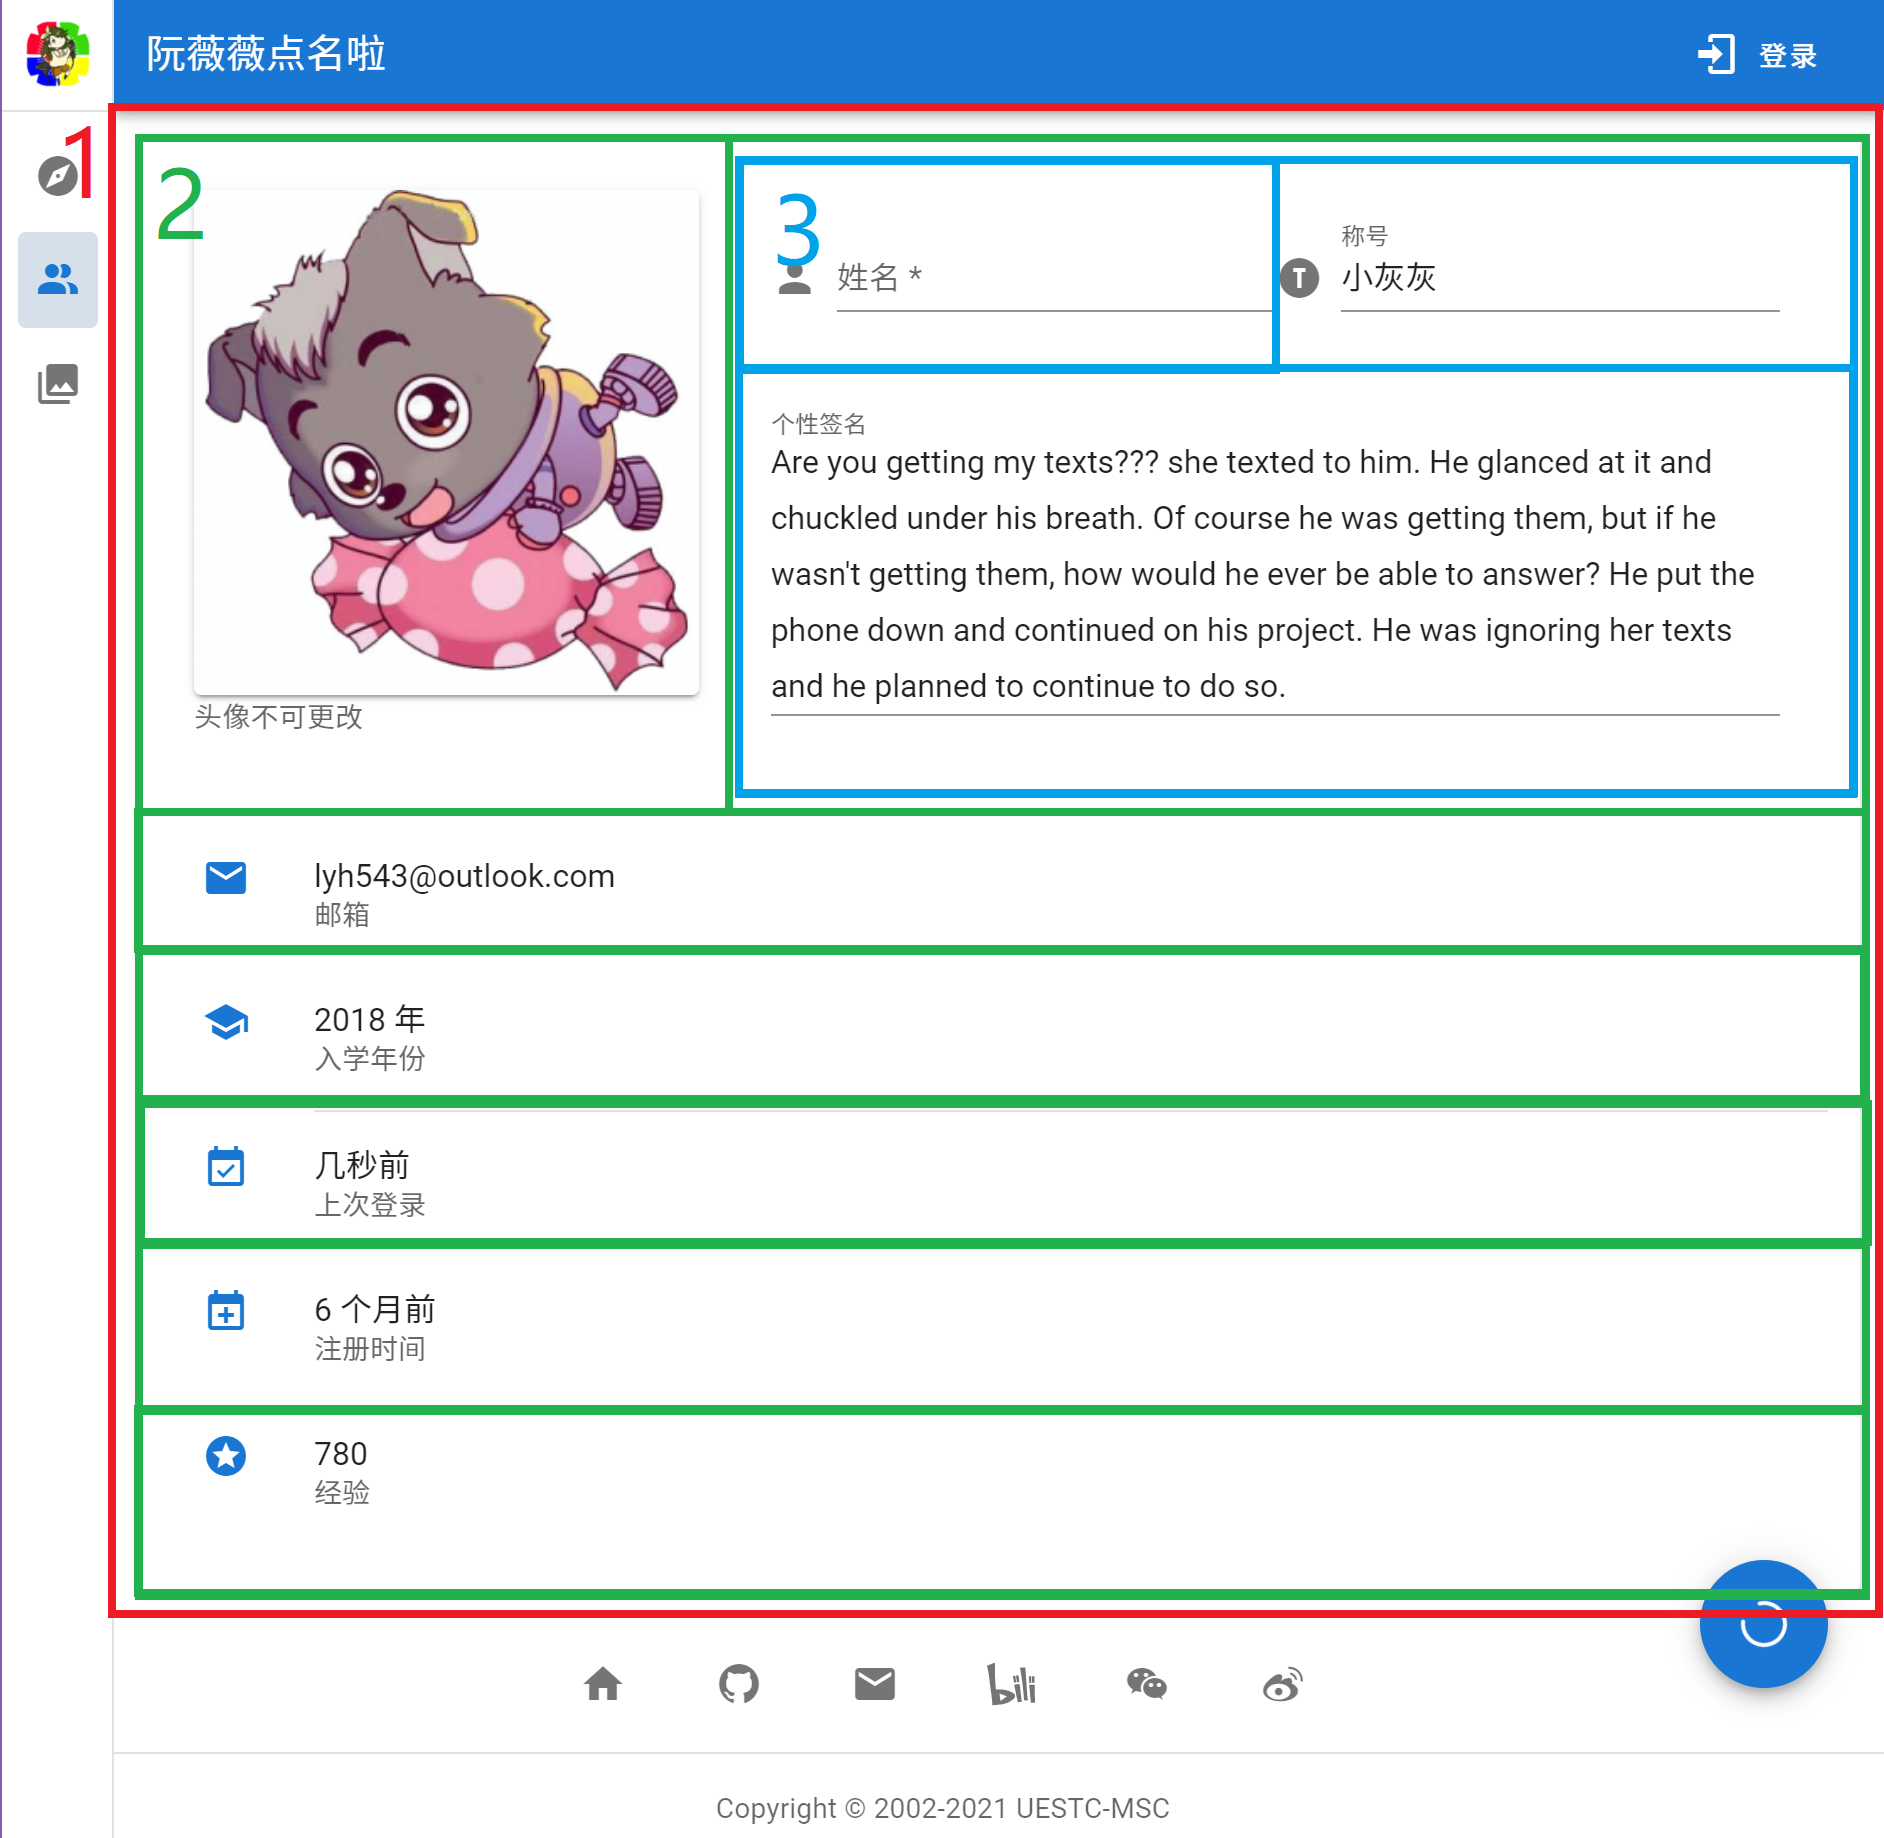 阮薇薇点名啦
登录
1
2
3
姓名 *
称号
小灰灰
个性签名
Are you getting my texts??? she texted to him. He glanced at it and
chuckled under his breath. Of course he was getting them, but if he
wasn't getting them, how would he ever be able to answer? He put the
phone down and continued on his project. He was ignoring her texts
and he planned to continue to do so.
头像不可更改
lyh543@outlook.com
邮箱
2018 年
入学年份
几秒前
上次登录
6 个月前
注册时间
780
经验
bili
Copyright © 2002-2021 UESTC-MSC